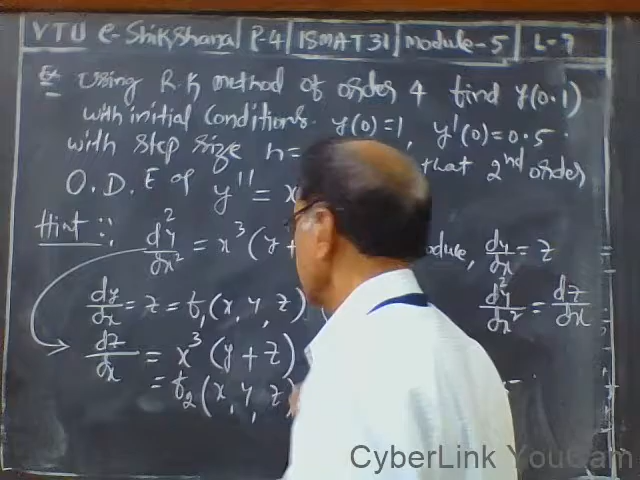 VTU e-Shikshana P-4 18MAT31 Module-5 L-7
Ex Using R.K method of order 4 find y(0.1)
with initial conditions. y(0)=1, y'(0)=0.5.
with step size h= that 2nd order
O.D.E of y'' = x
Hint:: d²y/dx² = x³(y+ dy/dx = z
dy/dx = z = f₁(x, y, z) d²y/dx² = dz/dx
dz/dx = x³(y+z)
= f₂(x, y, z)
CyberLink YouCam